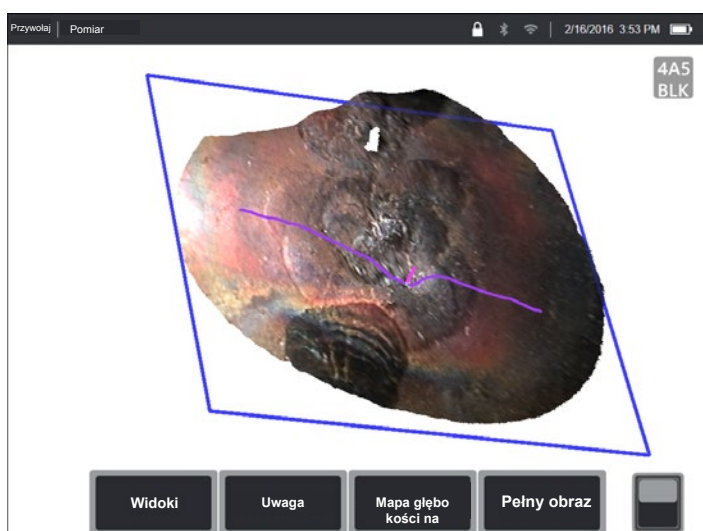 Przywołaj | Pomiar
2/16/2016 3:53 PM
4A5
BLK
Widoki
Uwaga
Mapa głębo
kości na
Pełny obraz